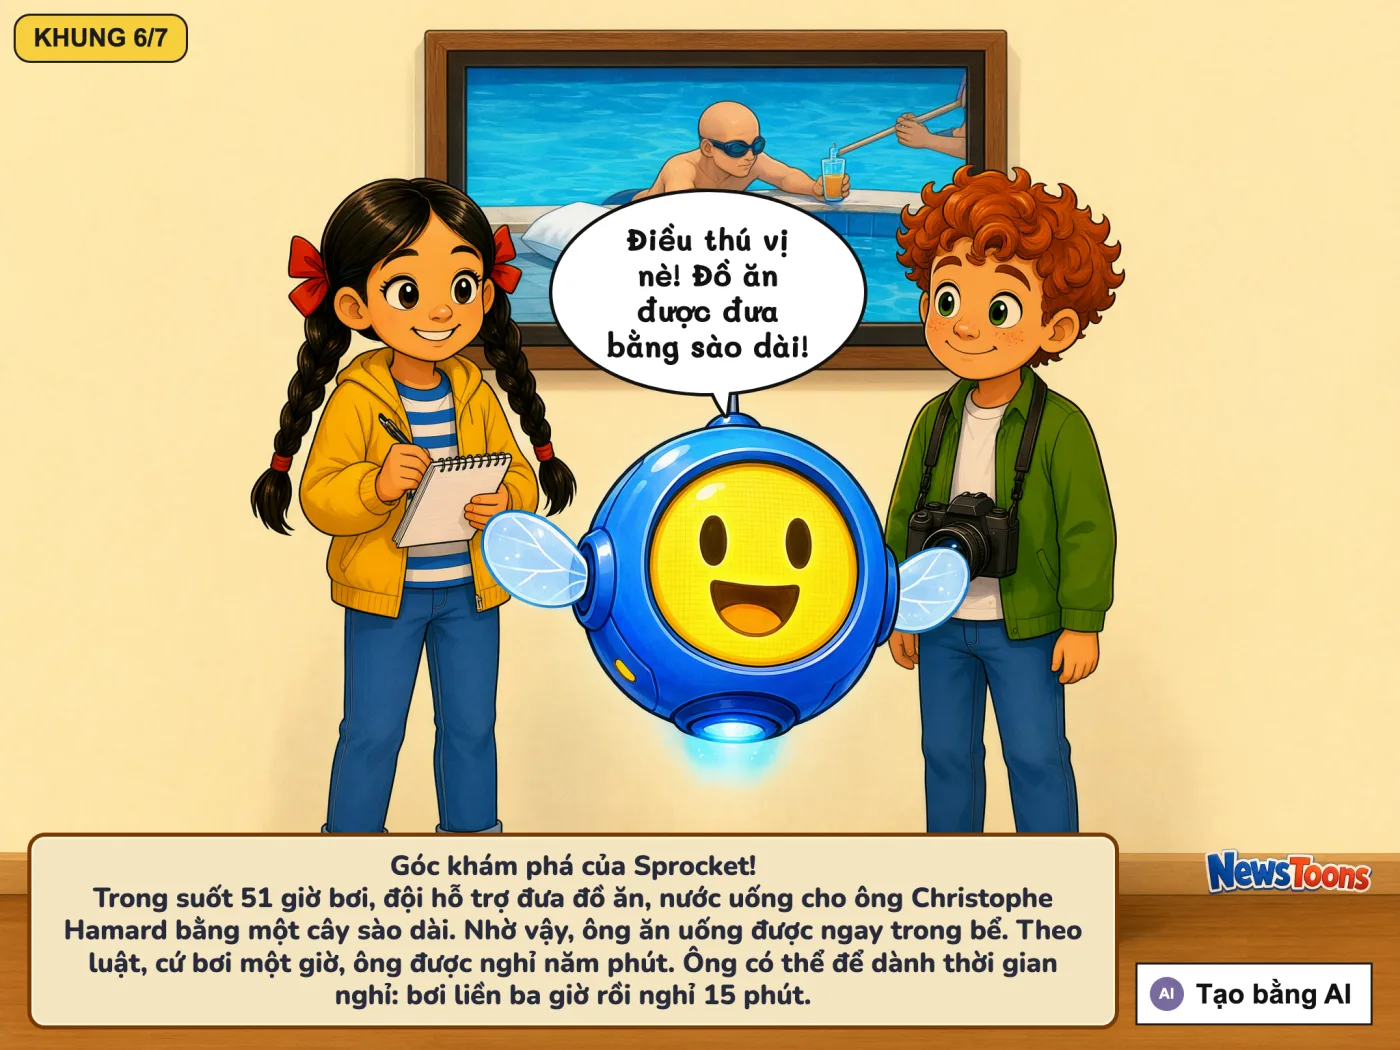 KHUNG 6/7
Điều thú vị
nè! Đồ ăn
được đưa
bằng sào dài!
Góc khám phá của Sprocket!
Trong suốt 51 giờ bơi, đội hỗ trợ đưa đồ ăn, nước uống cho ông Christophe
Hamard bằng một cây sào dài. Nhờ vậy, ông ăn uống được ngay trong bể. Theo
luật, cứ bơi một giờ, ông được nghỉ năm phút. Ông có thể để dành thời gian
nghỉ: bơi liền ba giờ rồi nghỉ 15 phút.
NewsToons
AI Tạo bằng AI